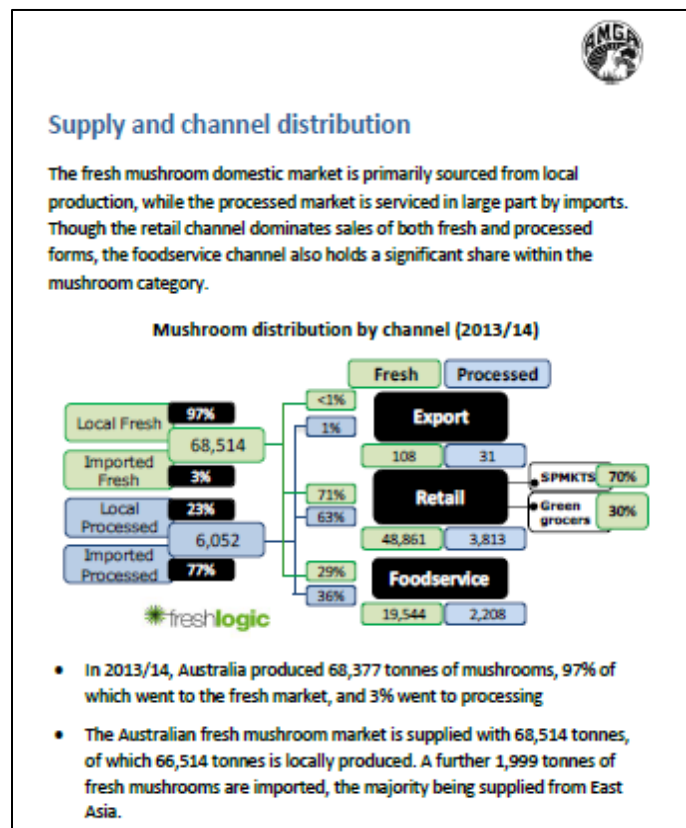 AMGA
Supply and channel distribution
The fresh mushroom domestic market is primarily sourced from local
production, while the processed market is serviced in large part by imports.
Though the retail channel dominates sales of both fresh and processed
forms, the foodservice channel also holds a significant share within the
mushroom category.
Mushroom distribution by channel (2013/14)
Fresh Processed
<1%
1%
Export
108 31
Local Fresh 97%
68,514
Imported
Fresh 3%
Local
Processed 23%
6,052
Imported
Processed 77%
71%
63%
Retail
48,861 3,813
SPMKTS 70%
Green
grocers 30%
29%
36%
Foodservice
19,544 2,208
freshlogic
• In 2013/14, Australia produced 68,377 tonnes of mushrooms, 97% of
which went to the fresh market, and 3% went to processing
• The Australian fresh mushroom market is supplied with 68,514 tonnes,
of which 66,514 tonnes is locally produced. A further 1,999 tonnes of
fresh mushrooms are imported, the majority being supplied from East
Asia.